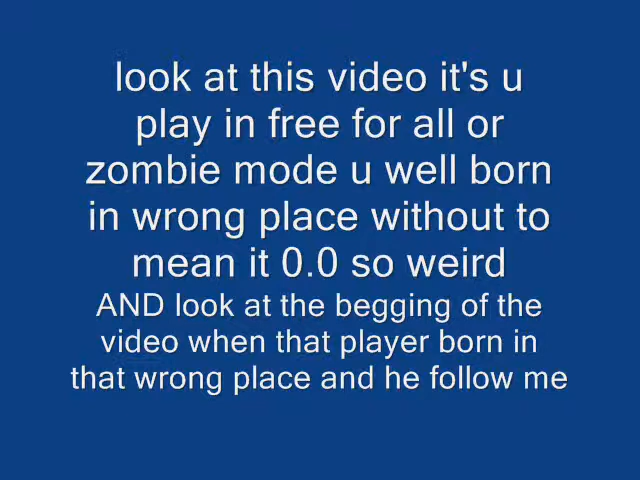 look at this video it's u
play in free for all or
zombie mode u well born
in wrong place without to
mean it 0.0 so weird
AND look at the begging of the
video when that player born in
that wrong place and he follow me